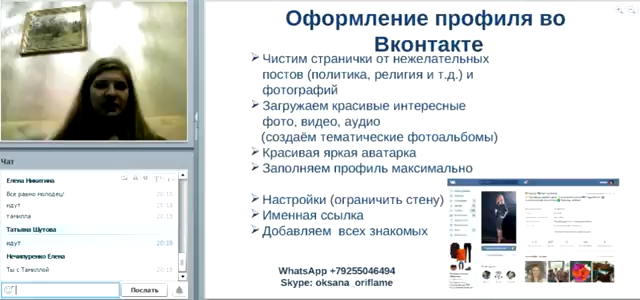 Оформление профиля во
Вконтакте
Чистим странички от нежелательных
постов (политика, религия и т.д.) и
фотографий
Загружаем красивые интересные
фото, видео, аудио
(создаём тематические фотоальбомы)
Красивая яркая аватарка
Заполняем профиль максимально
Настройки (ограничить стену)
Именная ссылка
Добавляем всех знакомых
WhatsApp +79255046494
Skype: oksana_oriflame
Чат
Елена Никитина
Все равно молодец!
идут
тамилла
Татьяна Шутова
идут
Нечипуренко Елена
Ты с Тамиллой
Послать